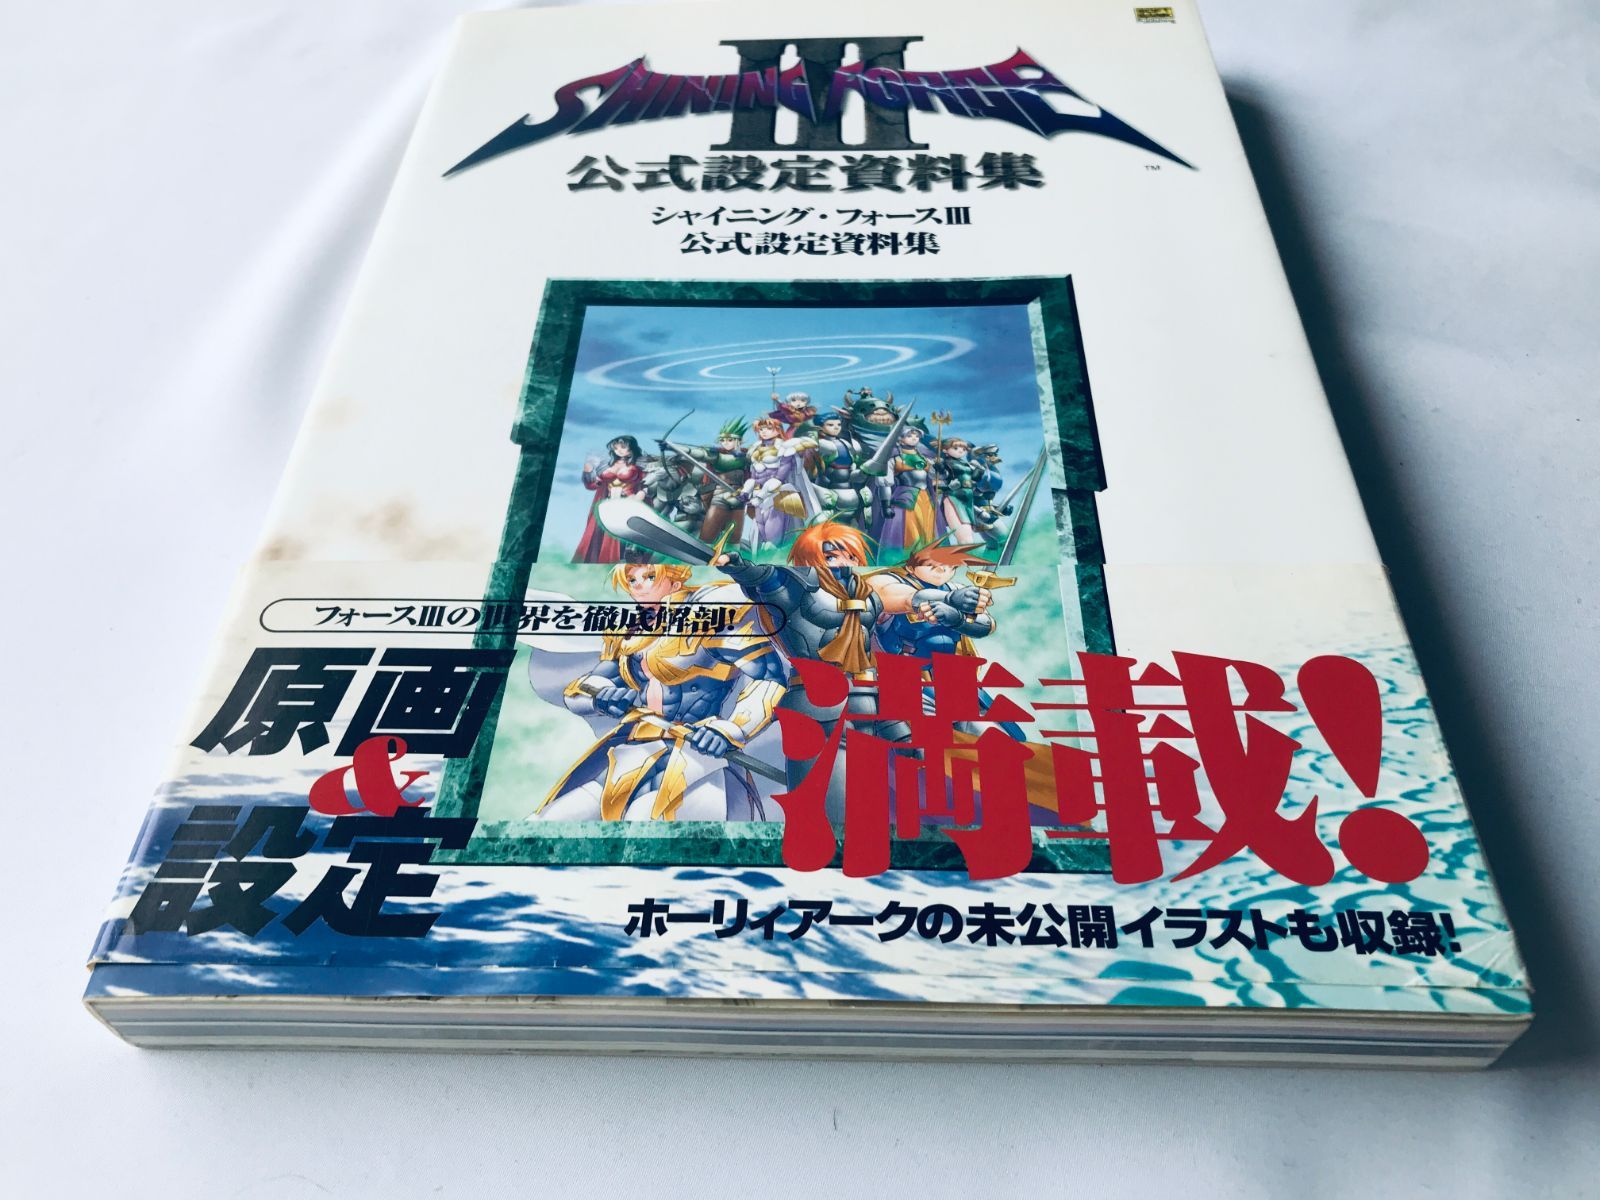 SHINING FORCE III
™
公式設定資料集
シャイニング・フォースIII
公式設定資料集
フォースIIIの世界を徹底解剖!
原画
&
設定
満載!
ホーリィアークの未公開イラストも収録!